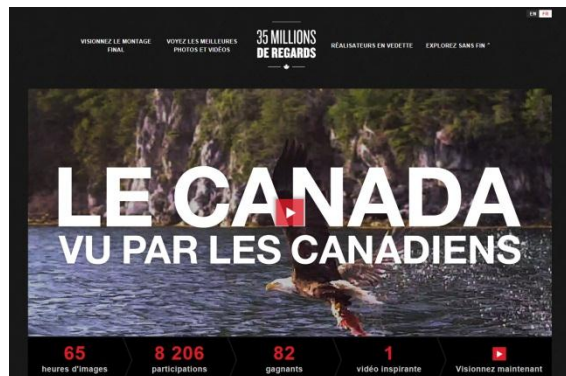 EN FR
VISIONNEZ LE MONTAGE
FINAL
VOYEZ LES MEILLEURES
PHOTOS ET VIDÉOS
35 MILLIONS
DE REGARDS
RÉALISATEURS EN VEDETTE
EXPLOREZ SANS FIN
LE CANADA
VU PAR LES CANADIENS
65
heures d'images
8 206
participations
82
gagnants
1
vidéo inspirante
Visionnez maintenant